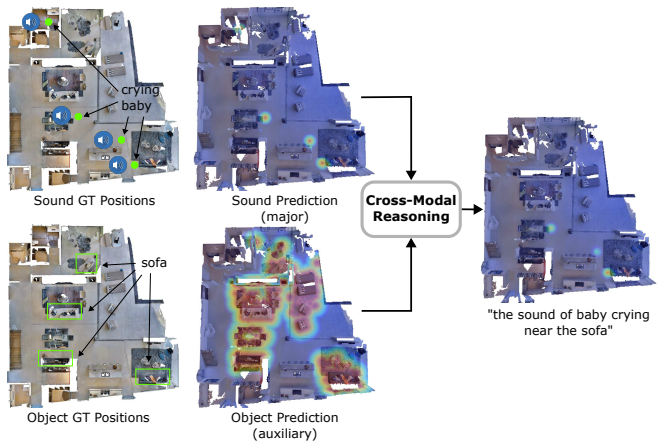 crying
baby
Sound GT Positions
Sound Prediction
(major)
Cross-Modal
Reasoning
sofa
"the sound of baby crying
near the sofa"
Object GT Positions
Object Prediction
(auxiliary)